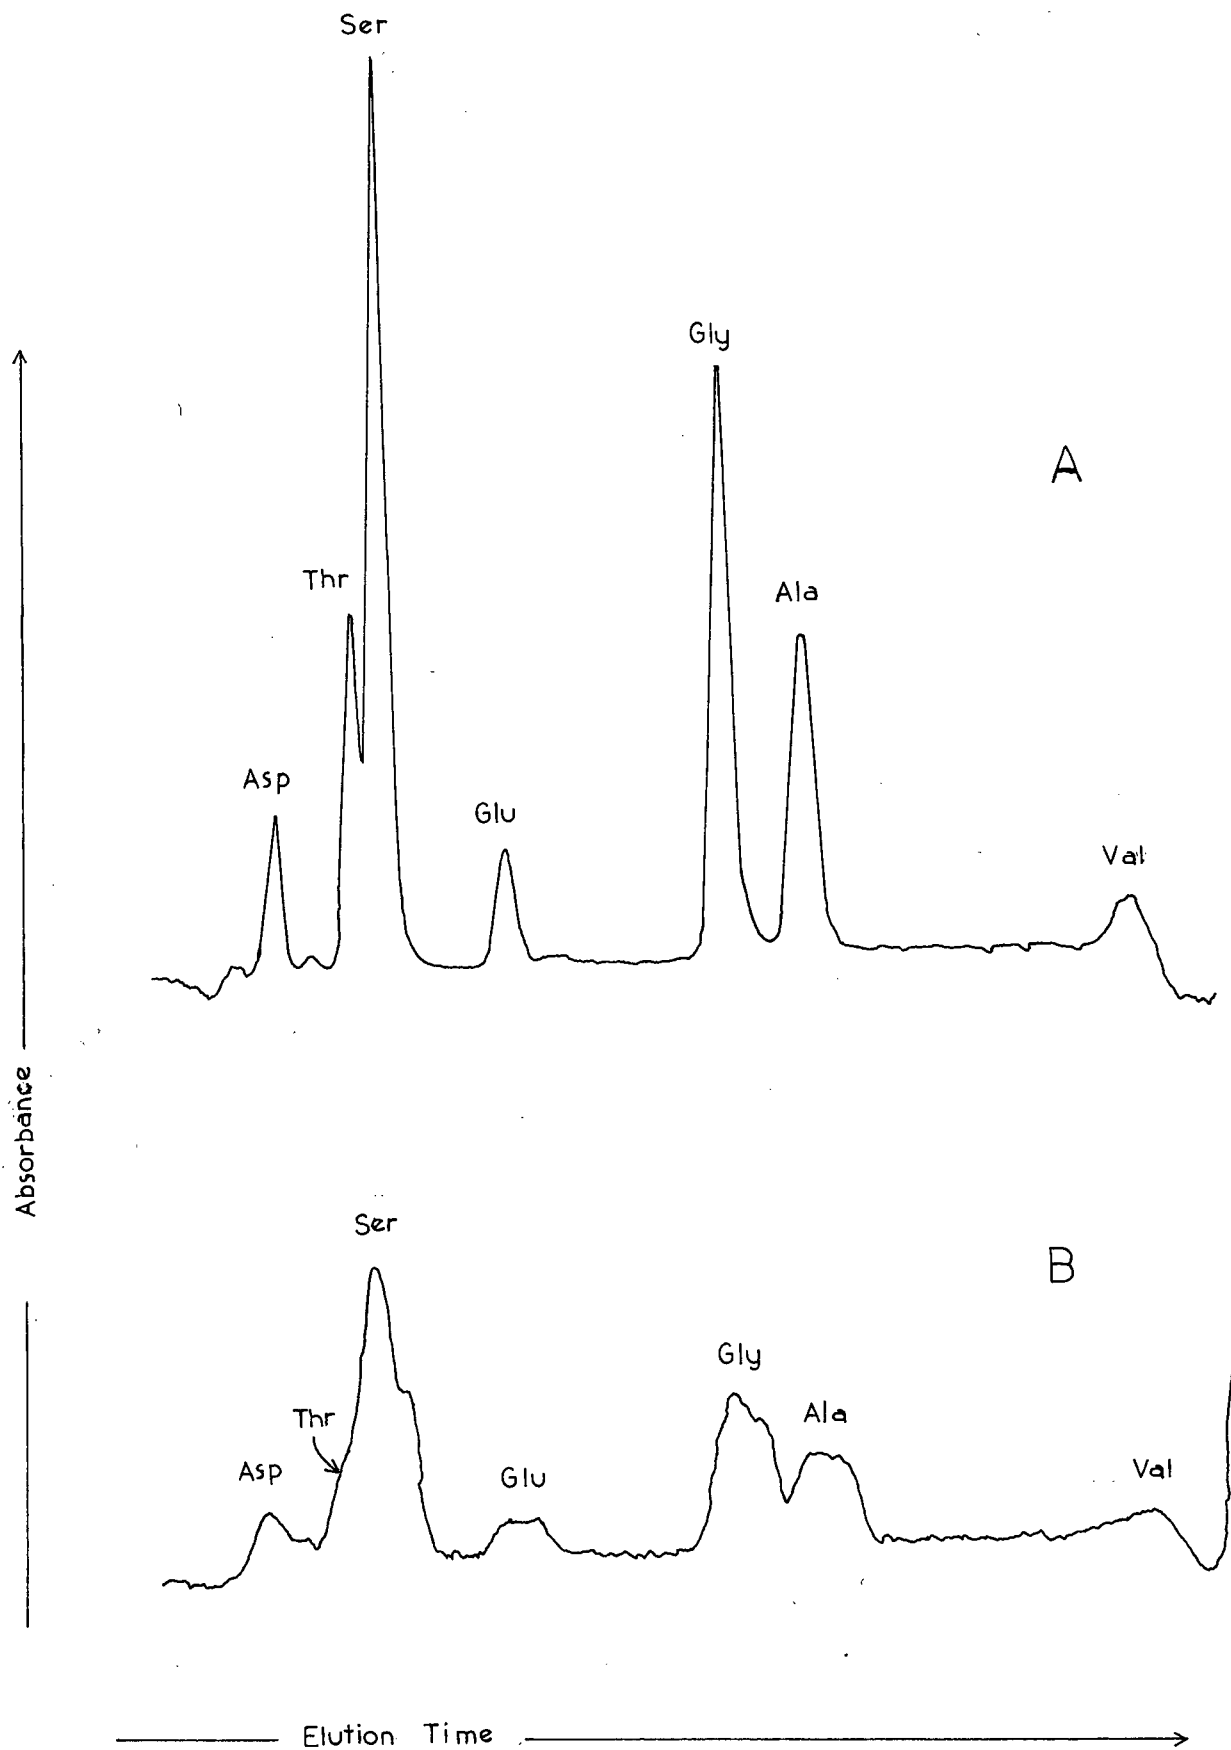 Ser
Gly
A
Thr
Ala
Asp
Glu
Val
Absorbance
Ser
B
Gly
Thr
Ala
Asp
Glu
Val
Elution Time